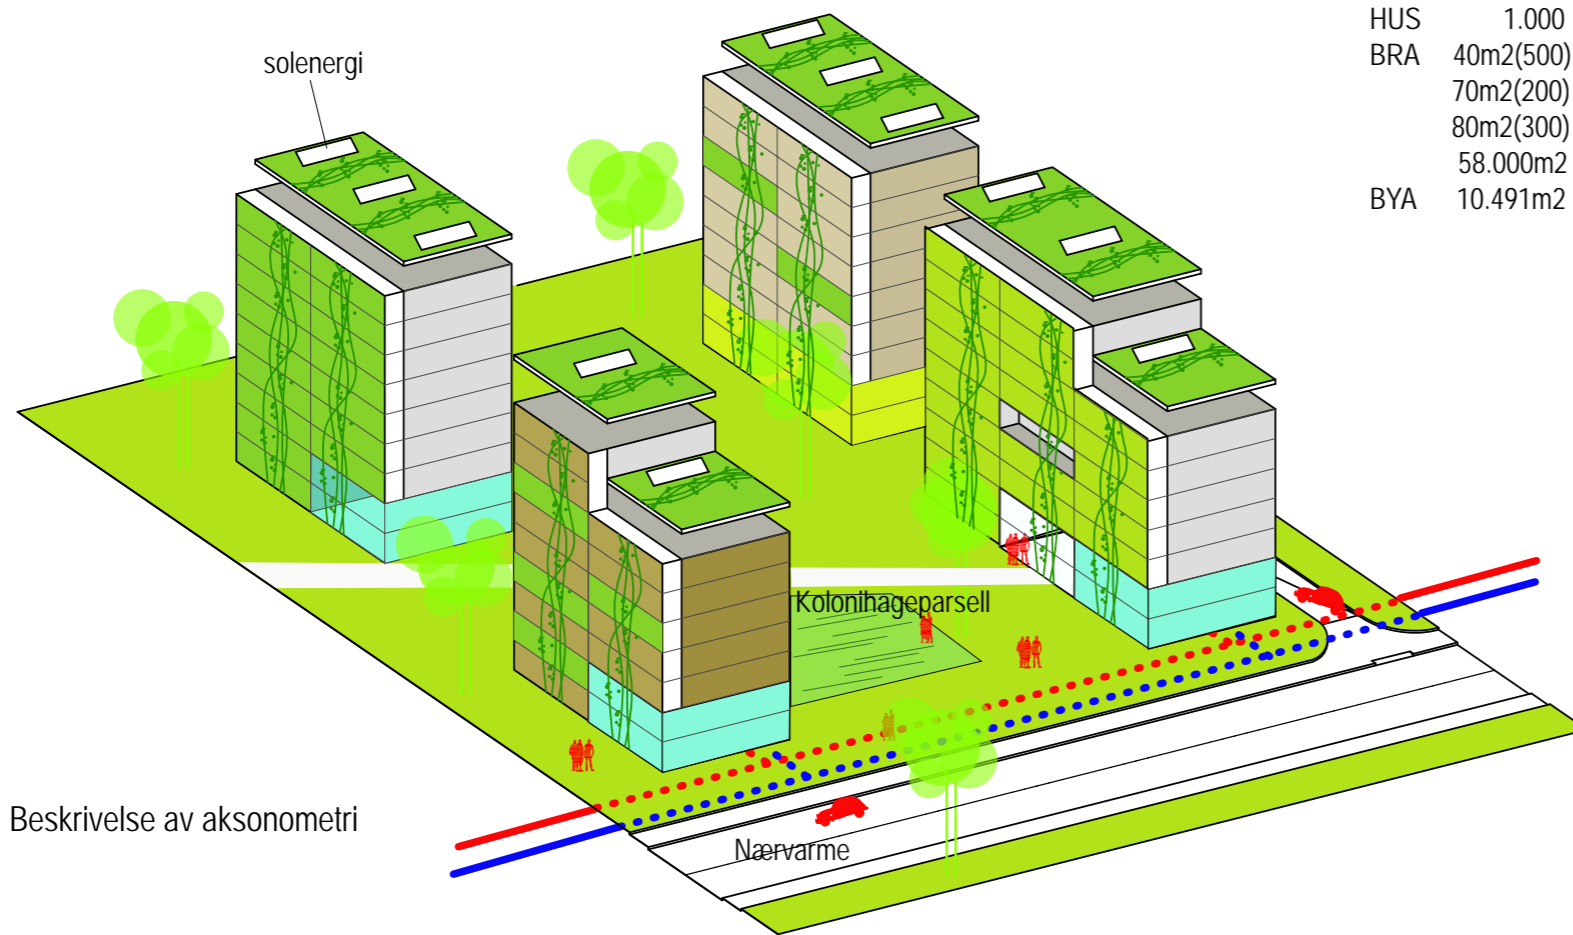 HUS 1.000
BRA 40m2(500)
70m2(200)
80m2(300)
58.000m2
BYA 10.491m2
solenergi
Kolonihageparsell
Beskrivelse av aksonometri
Nærvarme